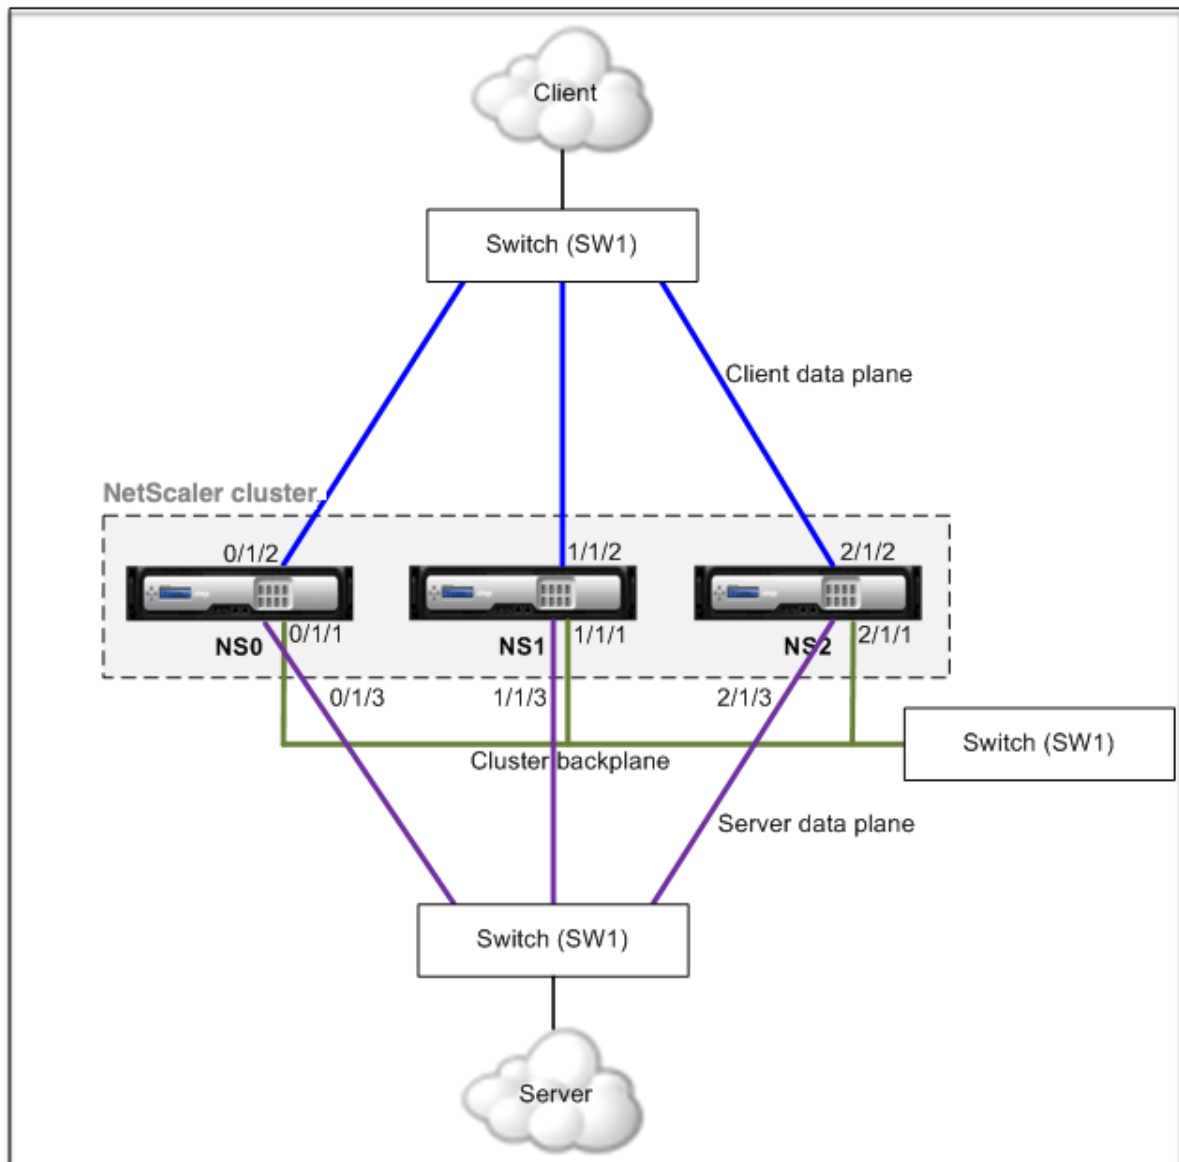 Client
Switch (SW1)
Client data plane
NetScaler cluster
0/1/2
1/1/2
2/1/2
0/1/1
1/1/1
2/1/1
NS0
NS1
NS2
0/1/3
1/1/3
2/1/3
Switch (SW1)
Cluster backplane
Server data plane
Switch (SW1)
Server